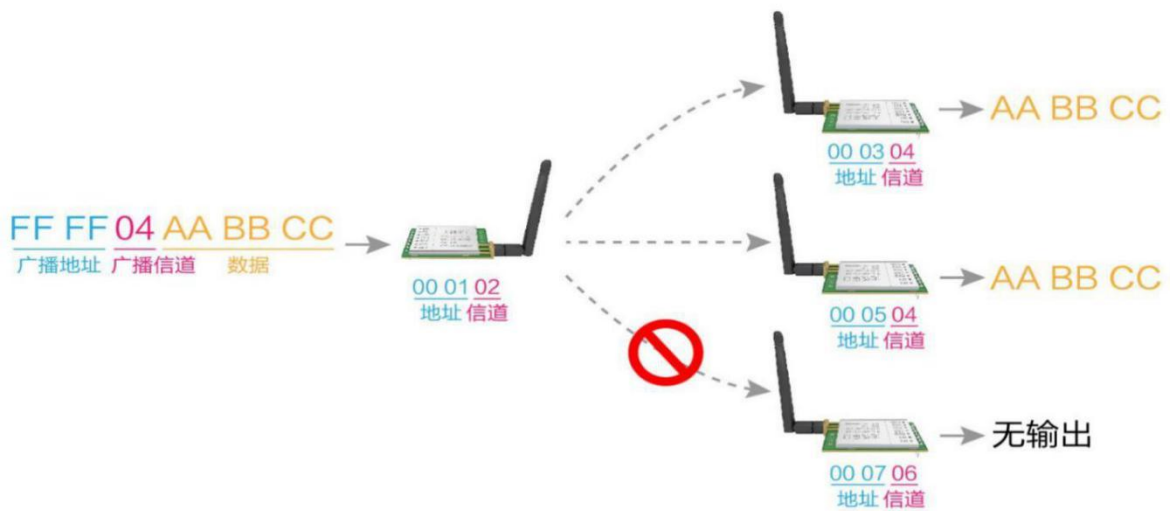 FF FF 04 AA BB CC
广播地址 广播信道 数据
00 01 02
地址 信道
00 03 04
地址 信道
AA BB CC
00 05 04
地址 信道
AA BB CC
00 07 06
地址 信道
无输出